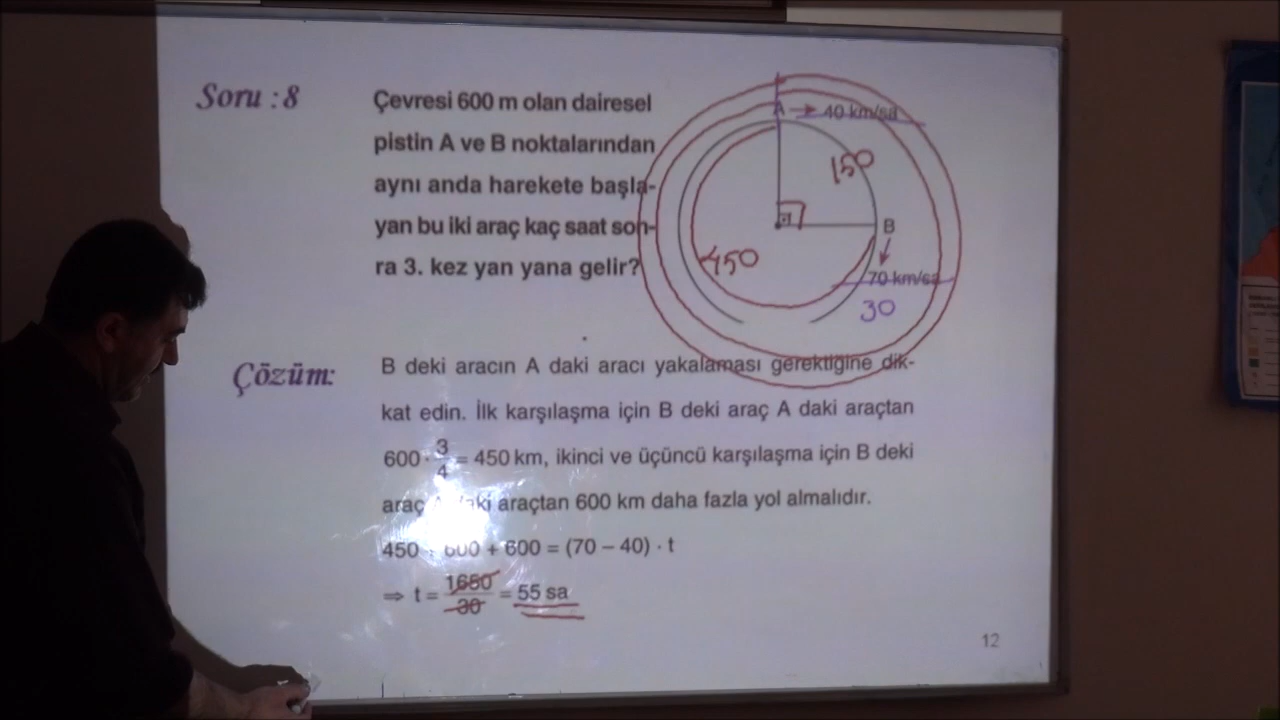 Soru : 8
Çevresi 600 m olan dairesel
pistin A ve B noktalarından
aynı anda harekete başla-
yan bu iki araç kaç saat son-
ra 3. kez yan yana gelir?
A → 40 km/sa
150
B
450
70 km/sa
30
Çözüm:
B deki aracın A daki aracı yakalaması gerektiğine dik-
kat edin. İlk karşılaşma için B deki araç A daki araçtan
600 · 3/4 = 450 km, ikinci ve üçüncü karşılaşma için B deki
araç araçtan 600 km daha fazla yol almalıdır.
450 + 600 + 600 = (70 – 40) · t
⇒ t = 1650/30 = 55 sa
12